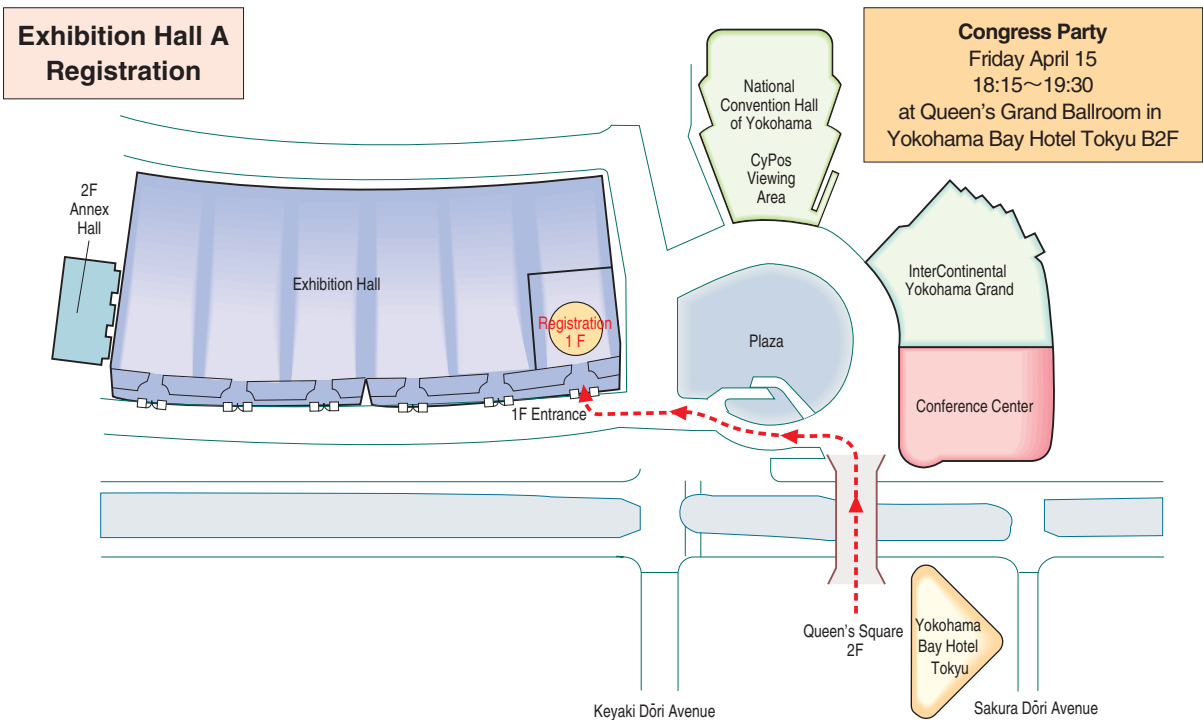 Exhibition Hall A
Registration
Congress Party
Friday April 15
18:15～19:30
at Queen's Grand Ballroom in
Yokohama Bay Hotel Tokyu B2F
National
Convention Hall
of Yokohama
CyPos
Viewing
Area
2F
Annex
Hall
Exhibition Hall
InterContinental
Yokohama Grand
Registration
1 F
Plaza
Conference Center
1F Entrance
Queen's Square
2F
Yokohama
Bay Hotel
Tokyu
Keyaki Dōri Avenue
Sakura Dōri Avenue